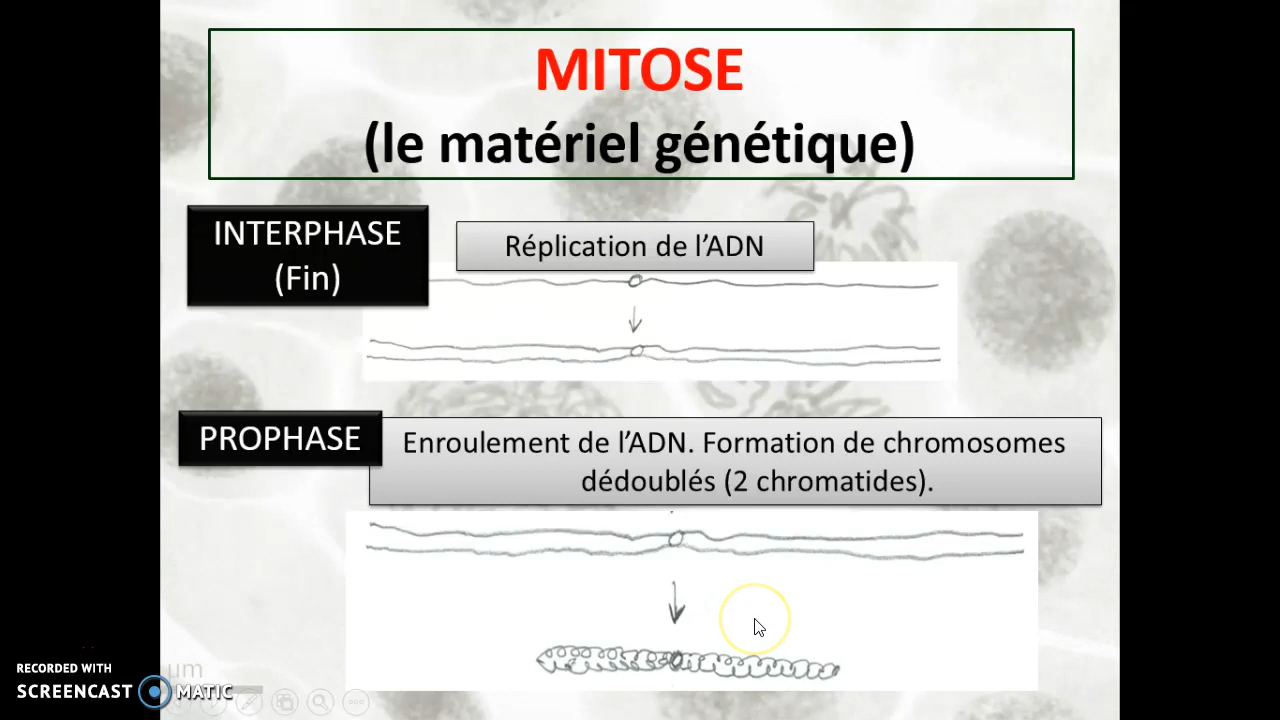 MITOSE
(le matériel génétique)
INTERPHASE
(Fin)
Réplication de l'ADN
PROPHASE
Enroulement de l'ADN. Formation de chromosomes
dédoublés (2 chromatides).
µm
RECORDED WITH
SCREENCAST MATIC